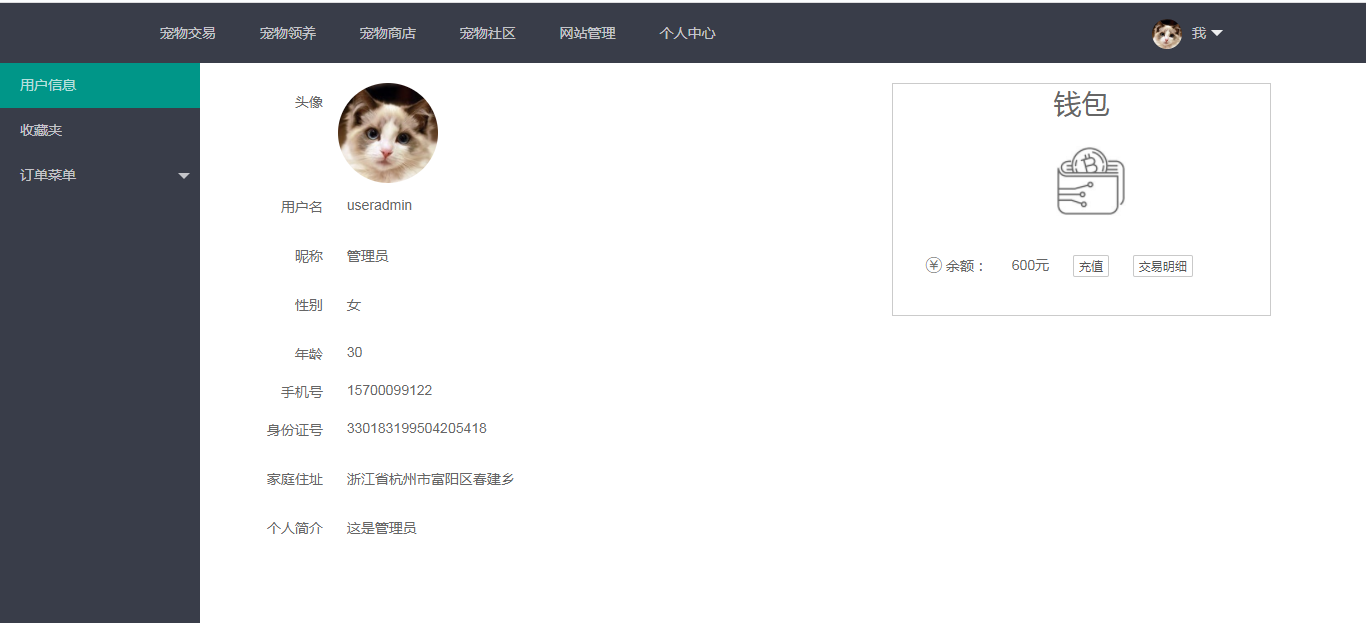 宠物交易 宠物领养 宠物商店 宠物社区 网站管理 个人中心 我
用户信息
收藏夹
订单菜单
头像
用户名 useradmin
昵称 管理员
性别 女
年龄 30
手机号 15700099122
身份证号 330183199504205418
家庭住址 浙江省杭州市富阳区春建乡
个人简介 这是管理员
钱包
余额： 600元 充值 交易明细